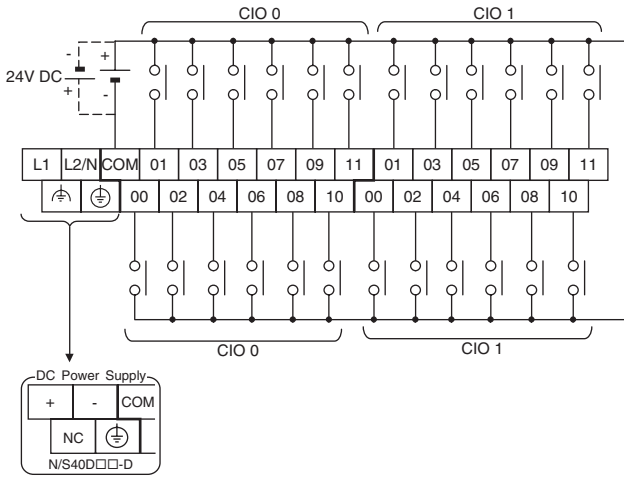 CIO 0 CIO 1
- +
24V DC
+ -
L1 L2/N COM 01 03 05 07 09 11 01 03 05 07 09 11
00 02 04 06 08 10 00 02 04 06 08 10
CIO 0 CIO 1
DC Power Supply
+ - COM
NC
N/S40D□□-D